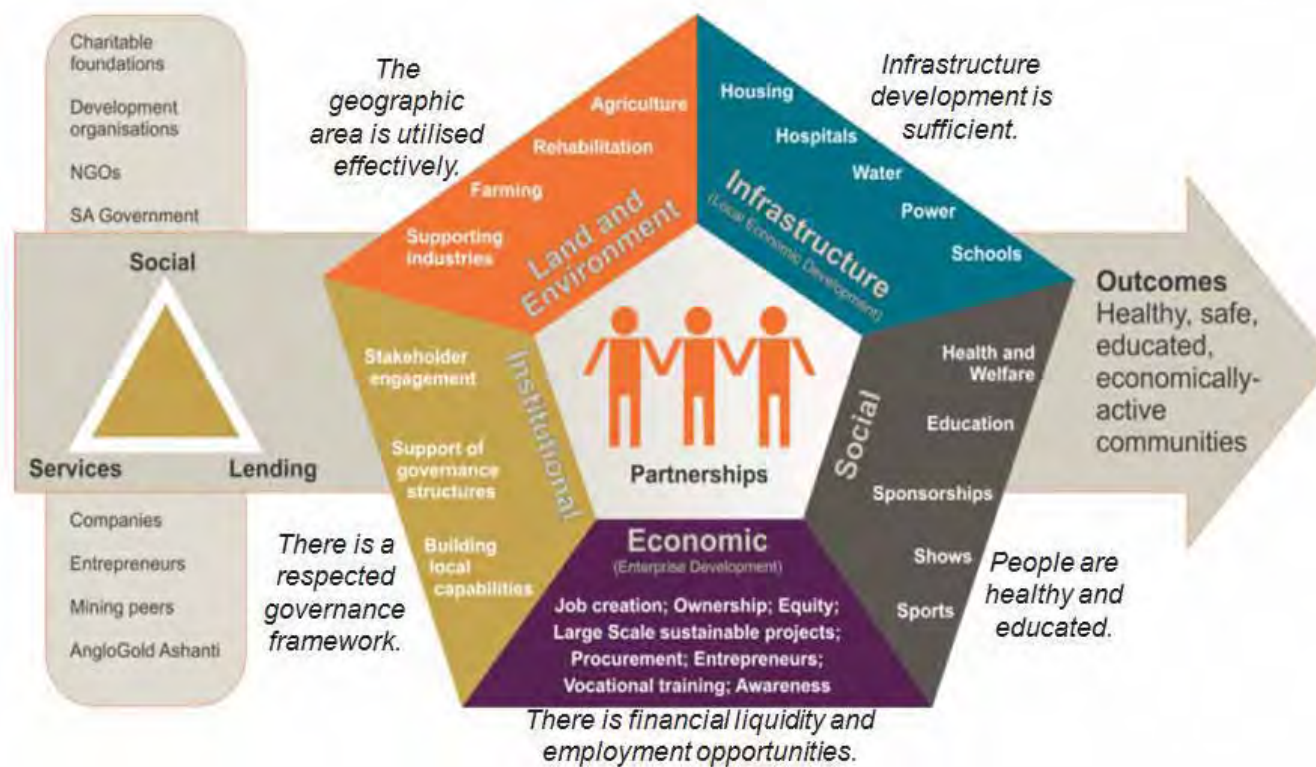 Charitable
foundations
Development
organisations
NGOs
SA Government
Social
Services
Lending
Companies
Entrepreneurs
Mining peers
AngloGold Ashanti
The
geographic
area is utilised
effectively.
Agriculture
Rehabilitation
Farming
Supporting
industries
Land and
Environment
Infrastructure
development is
sufficient.
Housing
Hospitals
Water
Power
Schools
Infrastructure
(Local Economic Development)
Stakeholder
engagement
Support of
governance
structures
Building
local
capabilities
Institutional
There is a
respected
governance
framework.
Partnerships
Health and
Welfare
Education
Sponsorships
Shows
Sports
Social
People are
healthy and
educated.
Economic
(Enterprise Development)
Job creation; Ownership; Equity;
Large Scale sustainable projects;
Procurement; Entrepreneurs;
Vocational training; Awareness
There is financial liquidity and
employment opportunities.
Outcomes
Healthy, safe,
educated,
economically-
active
communities